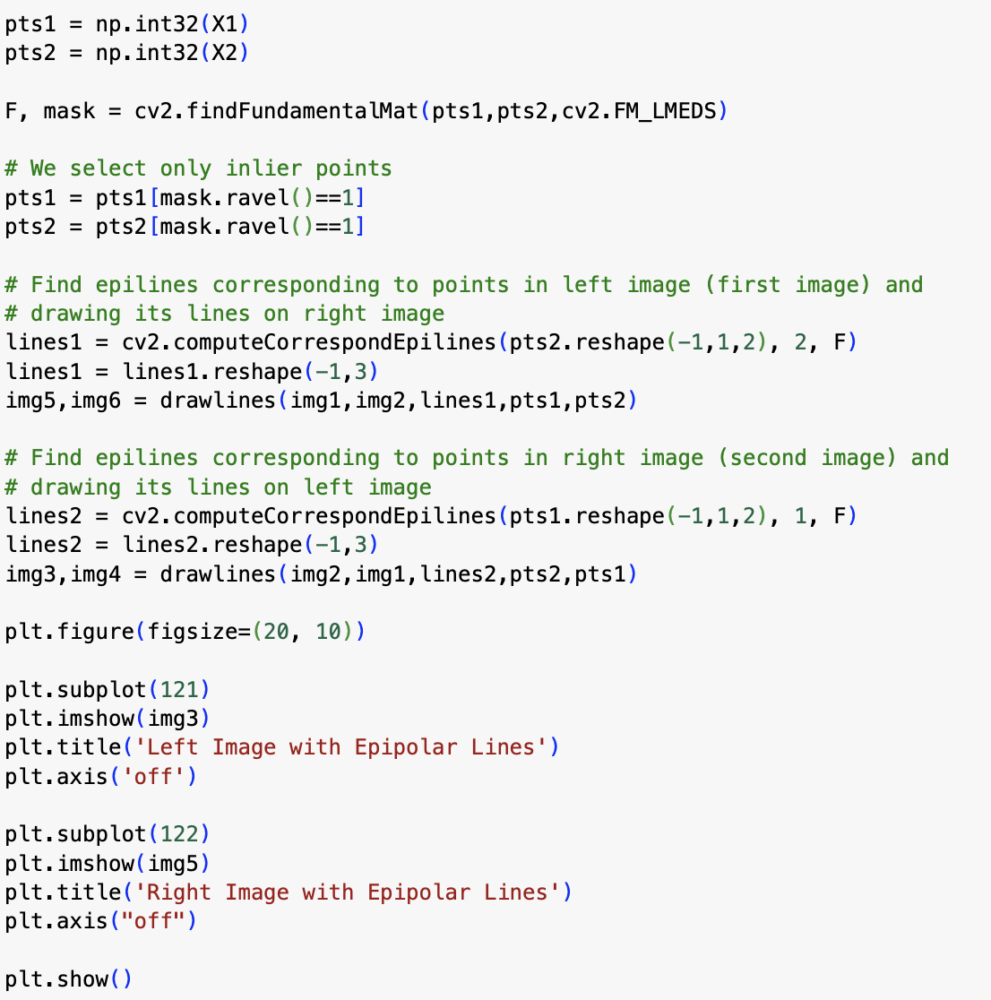 pts1 = np.int32(X1)
pts2 = np.int32(X2)

F, mask = cv2.findFundamentalMat(pts1,pts2,cv2.FM_LMEDS)

# We select only inlier points
pts1 = pts1[mask.ravel()==1]
pts2 = pts2[mask.ravel()==1]

# Find epilines corresponding to points in left image (first image) and
# drawing its lines on right image
lines1 = cv2.computeCorrespondEpilines(pts2.reshape(-1,1,2), 2, F)
lines1 = lines1.reshape(-1,3)
img5,img6 = drawlines(img1,img2,lines1,pts1,pts2)

# Find epilines corresponding to points in right image (second image) and
# drawing its lines on left image
lines2 = cv2.computeCorrespondEpilines(pts1.reshape(-1,1,2), 1, F)
lines2 = lines2.reshape(-1,3)
img3,img4 = drawlines(img2,img1,lines2,pts2,pts1)

plt.figure(figsize=(20, 10))

plt.subplot(121)
plt.imshow(img3)
plt.title('Left Image with Epipolar Lines')
plt.axis('off')

plt.subplot(122)
plt.imshow(img5)
plt.title('Right Image with Epipolar Lines')
plt.axis("off")

plt.show()